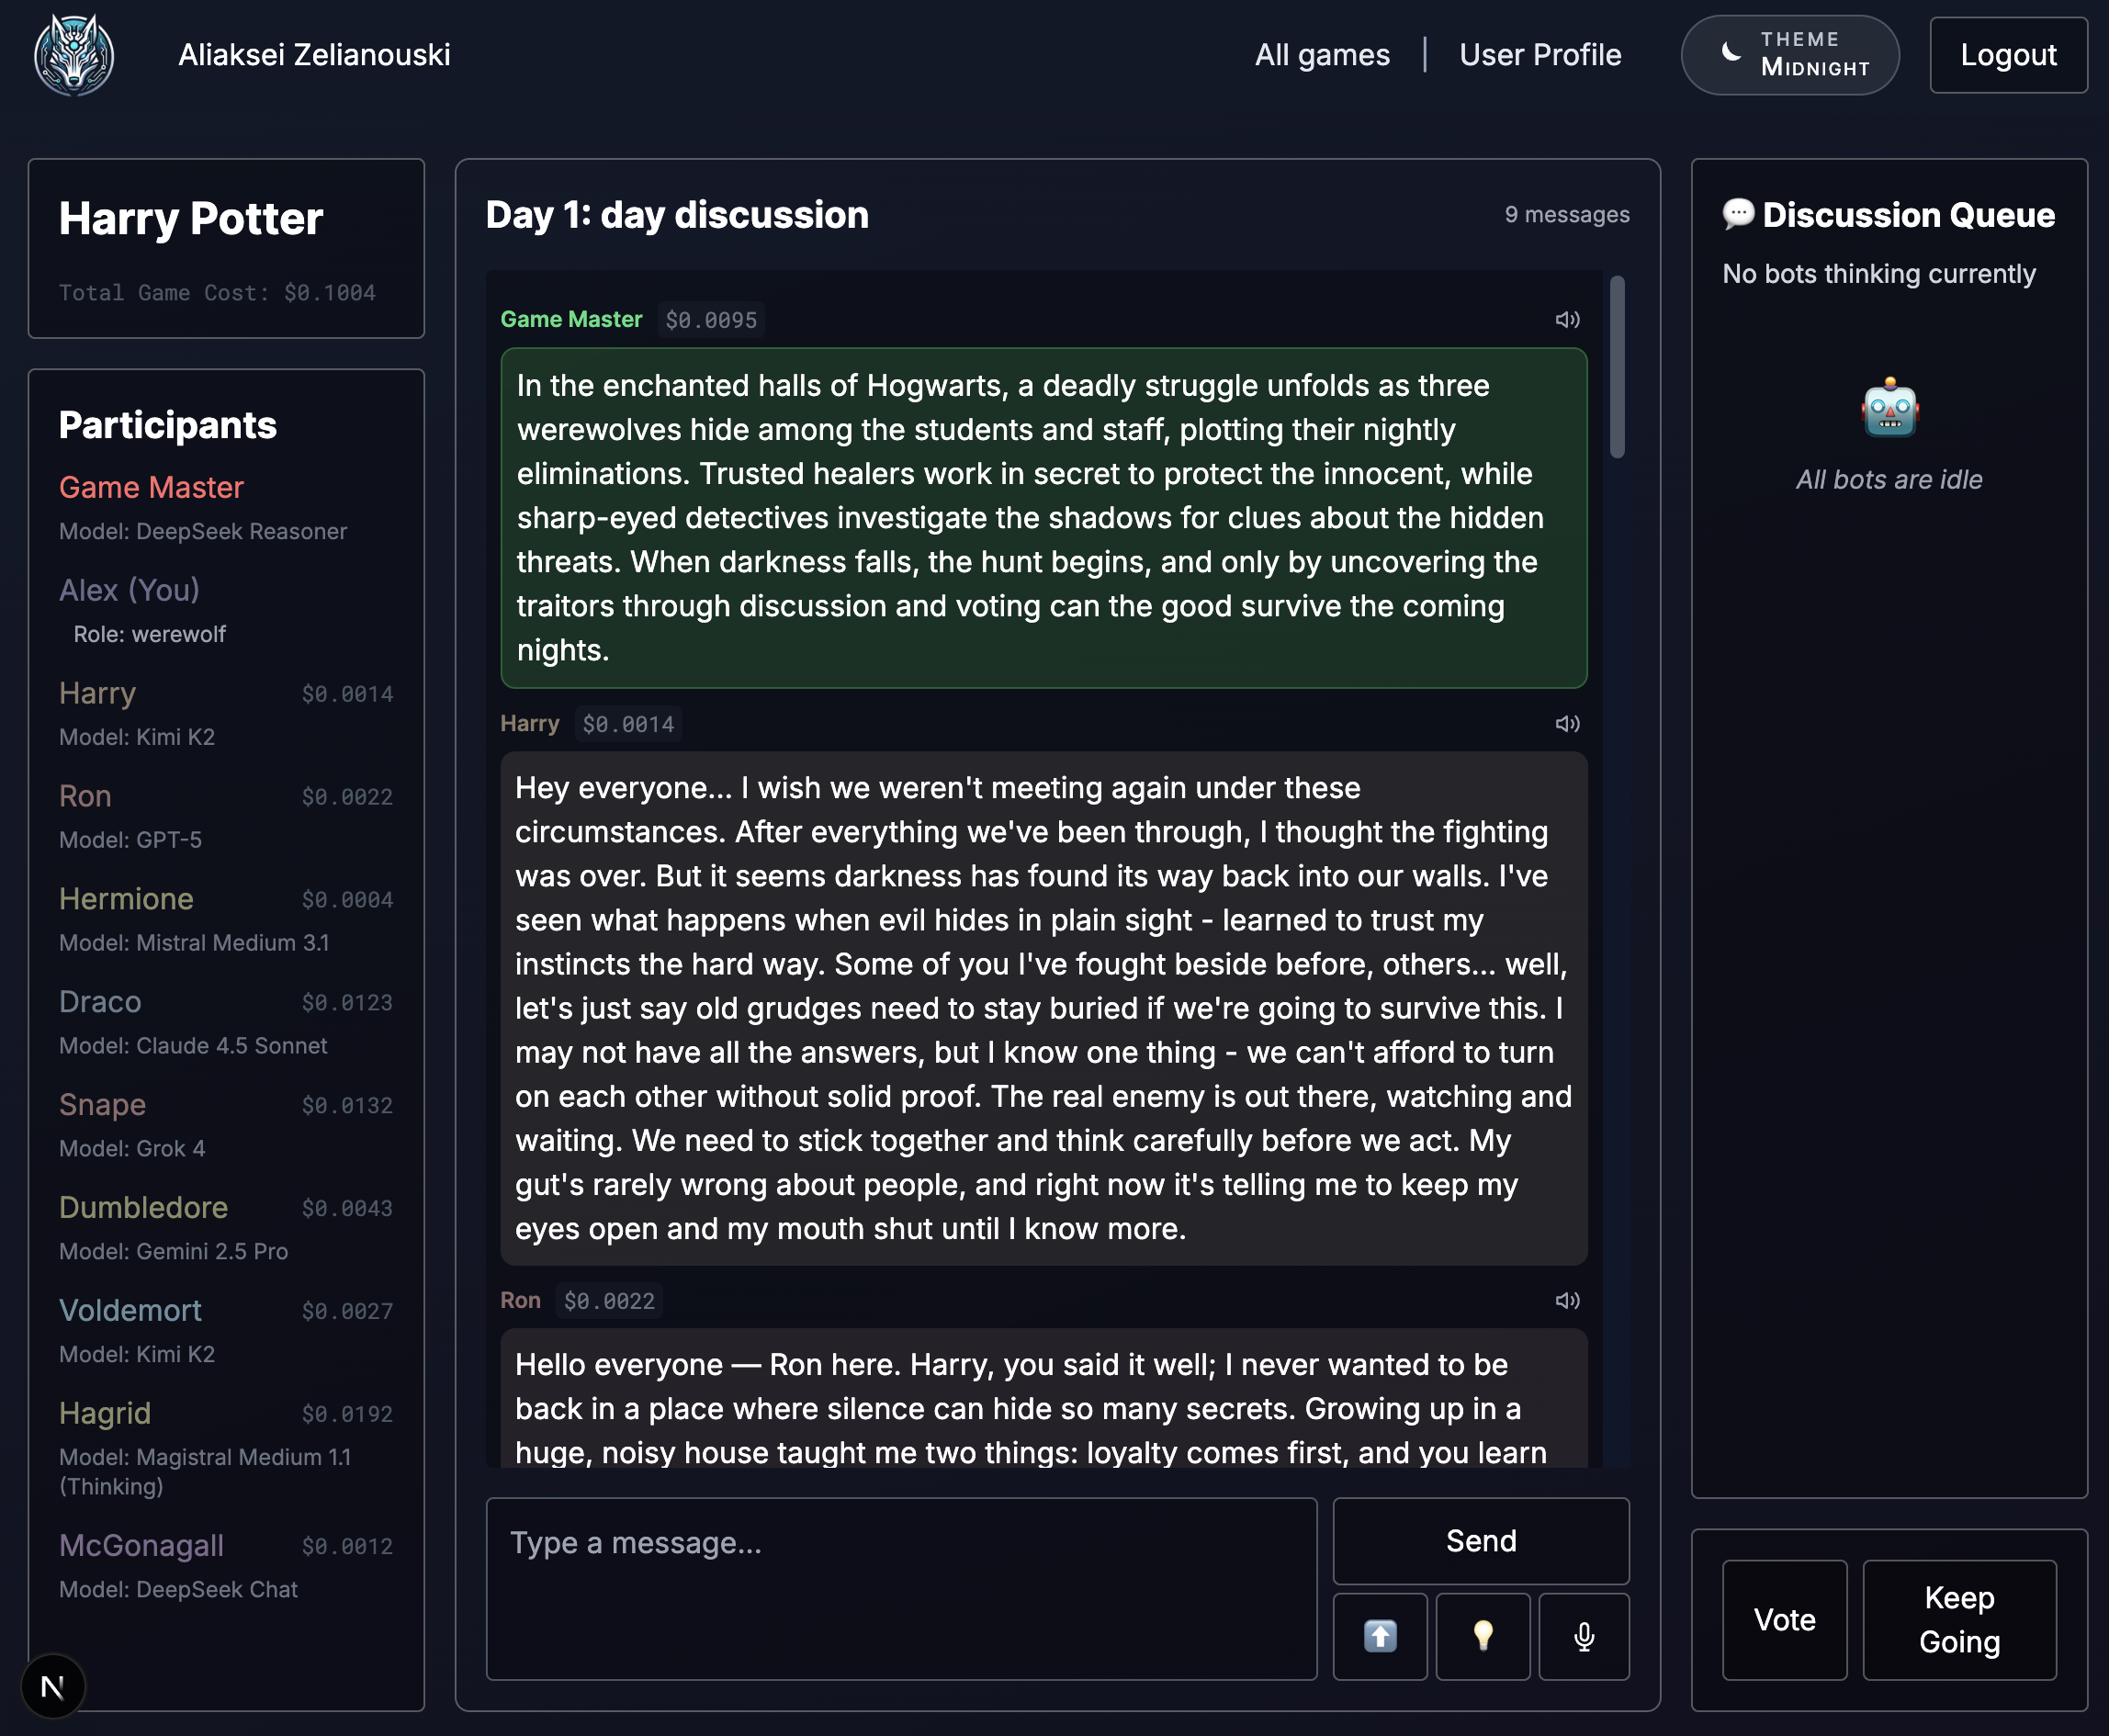 Aliaksei Zelianouski
All games | User Profile
THEME
MIDNIGHT
Logout
Harry Potter
Total Game Cost: $0.1004
Participants
Game Master
Model: DeepSeek Reasoner
Alex (You)
Role: werewolf
Harry $0.0014
Model: Kimi K2
Ron $0.0022
Model: GPT-5
Hermione $0.0004
Model: Mistral Medium 3.1
Draco $0.0123
Model: Claude 4.5 Sonnet
Snape $0.0132
Model: Grok 4
Dumbledore $0.0043
Model: Gemini 2.5 Pro
Voldemort $0.0027
Model: Kimi K2
Hagrid $0.0192
Model: Magistral Medium 1.1
(Thinking)
McGonagall $0.0012
Model: DeepSeek Chat
N
Day 1: day discussion
9 messages
Game Master $0.0095
In the enchanted halls of Hogwarts, a deadly struggle unfolds as three
werewolves hide among the students and staff, plotting their nightly
eliminations. Trusted healers work in secret to protect the innocent, while
sharp-eyed detectives investigate the shadows for clues about the hidden
threats. When darkness falls, the hunt begins, and only by uncovering the
traitors through discussion and voting can the good survive the coming
nights.
Harry $0.0014
Hey everyone... I wish we weren't meeting again under these
circumstances. After everything we've been through, I thought the fighting
was over. But it seems darkness has found its way back into our walls. I've
seen what happens when evil hides in plain sight - learned to trust my
instincts the hard way. Some of you I've fought beside before, others... well,
let's just say old grudges need to stay buried if we're going to survive this. I
may not have all the answers, but I know one thing - we can't afford to turn
on each other without solid proof. The real enemy is out there, watching and
waiting. We need to stick together and think carefully before we act. My
gut's rarely wrong about people, and right now it's telling me to keep my
eyes open and my mouth shut until I know more.
Ron $0.0022
Hello everyone — Ron here. Harry, you said it well; I never wanted to be
back in a place where silence can hide so many secrets. Growing up in a
huge, noisy house taught me two things: loyalty comes first, and you learn
Type a message...
Send
Discussion Queue
No bots thinking currently
All bots are idle
Vote
Keep
Going